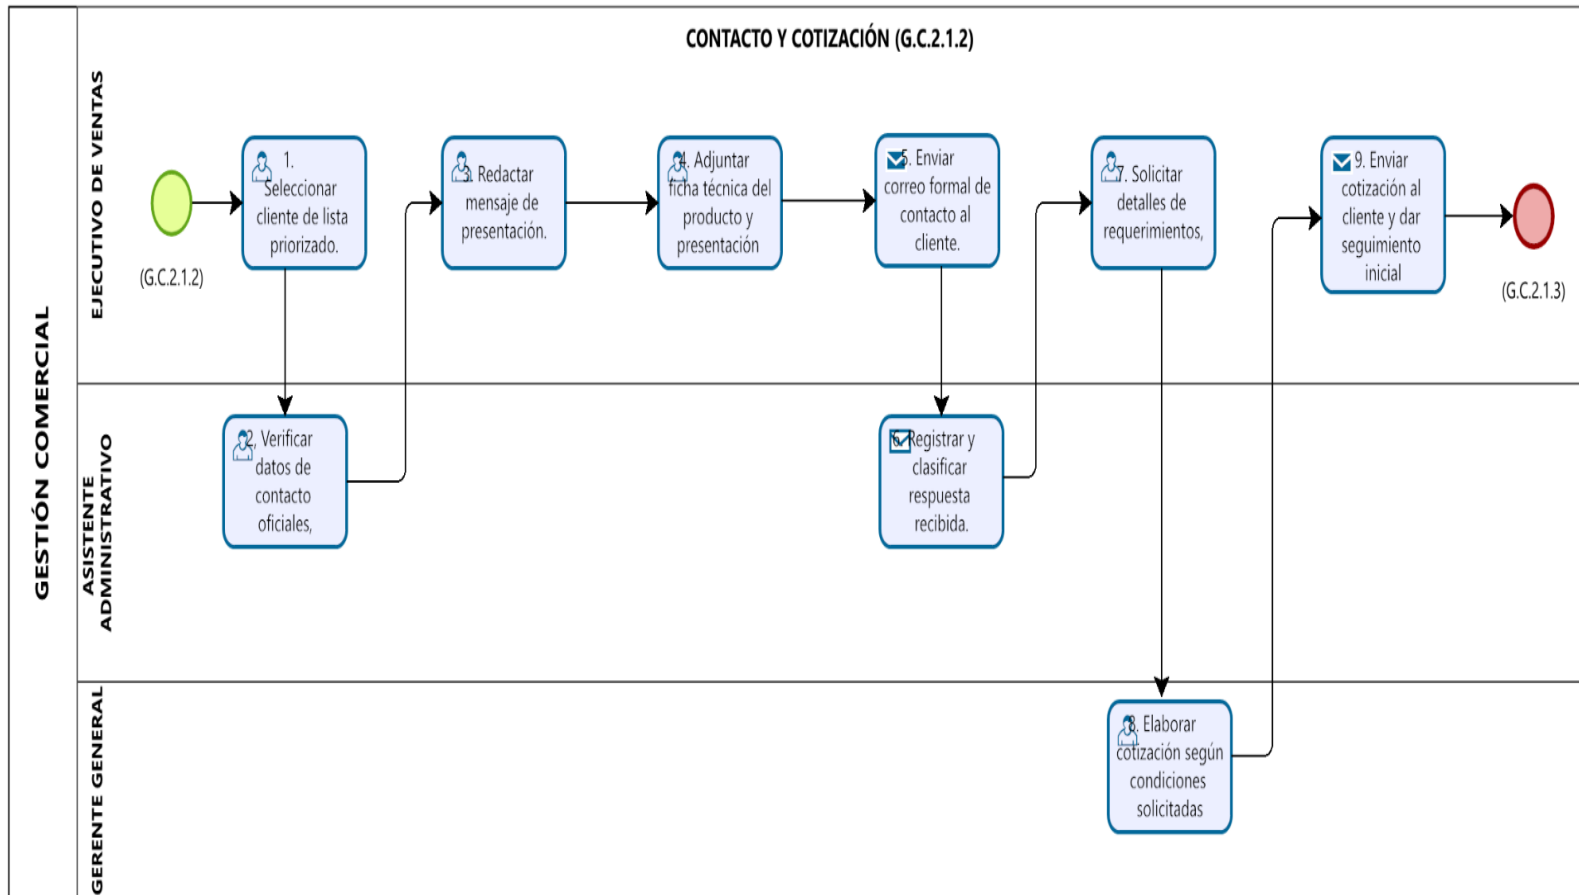 CONTACTO Y COTIZACIÓN (G.C.2.1.2)
GESTIÓN COMERCIAL
EJECUTIVO DE VENTAS
(G.C.2.1.2)
1.
Seleccionar
cliente de lista
priorizado.
3. Redactar
mensaje de
presentación.
4. Adjuntar
ficha técnica del
producto y
presentación
5. Enviar
correo formal de
contacto al
cliente.
7. Solicitar
detalles de
requerimientos,
9. Enviar
cotización al
cliente y dar
seguimiento
inicial
(G.C.2.1.3)
ASISTENTE
ADMINISTRATIVO
2, Verificar
datos de
contacto
oficiales,
6. Registrar y
clasificar
respuesta
recibida.
GERENTE GENERAL
8. Elaborar
cotización según
condiciones
solicitadas